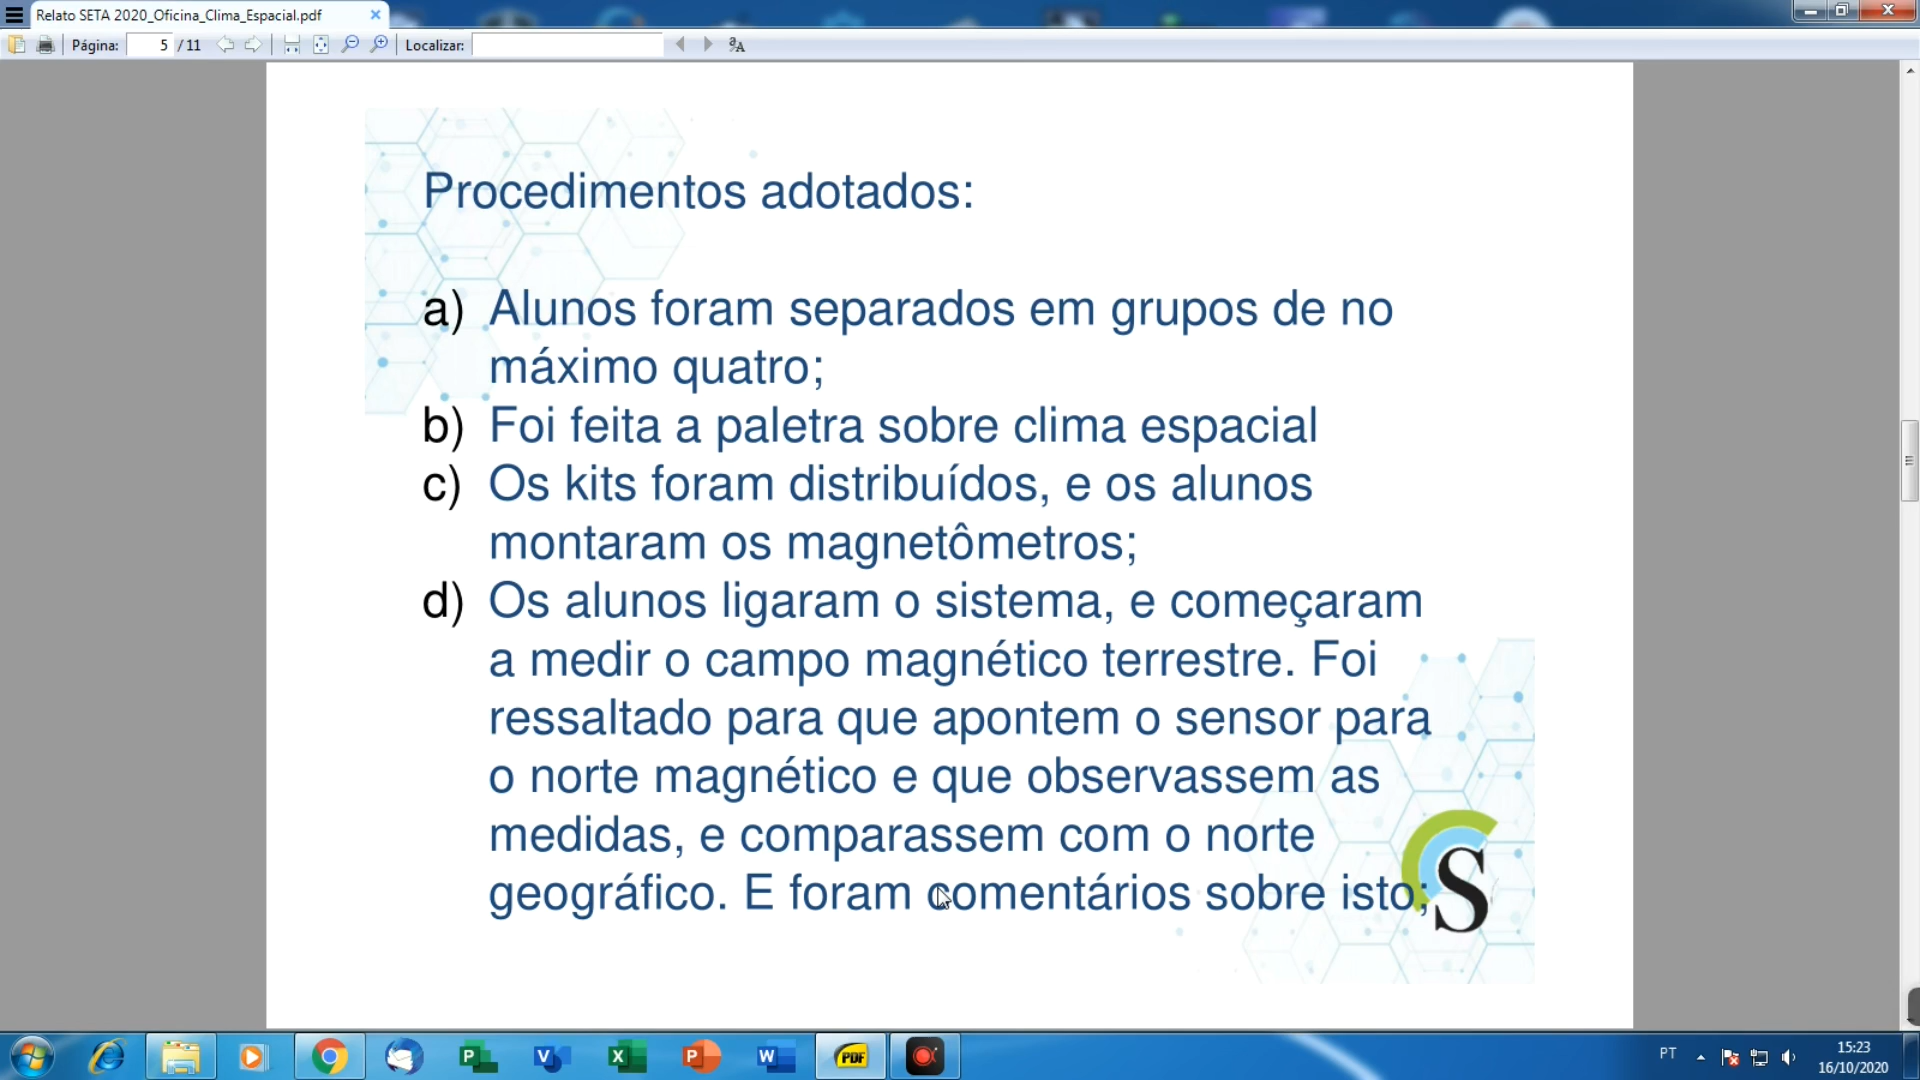 Relato SETA 2020_Oficina_Clima_Espacial.pdf
Página: 5 / 11 Localizar:
Procedimentos adotados:
a) Alunos foram separados em grupos de no
máximo quatro;
b) Foi feita a paletra sobre clima espacial
c) Os kits foram distribuídos, e os alunos
montaram os magnetômetros;
d) Os alunos ligaram o sistema, e começaram
a medir o campo magnético terrestre. Foi
ressaltado para que apontem o sensor para
o norte magnético e que observassem as
medidas, e comparassem com o norte
geográfico. E foram comentários sobre isto;
S
P V X P W PDF
PT 15:23
16/10/2020